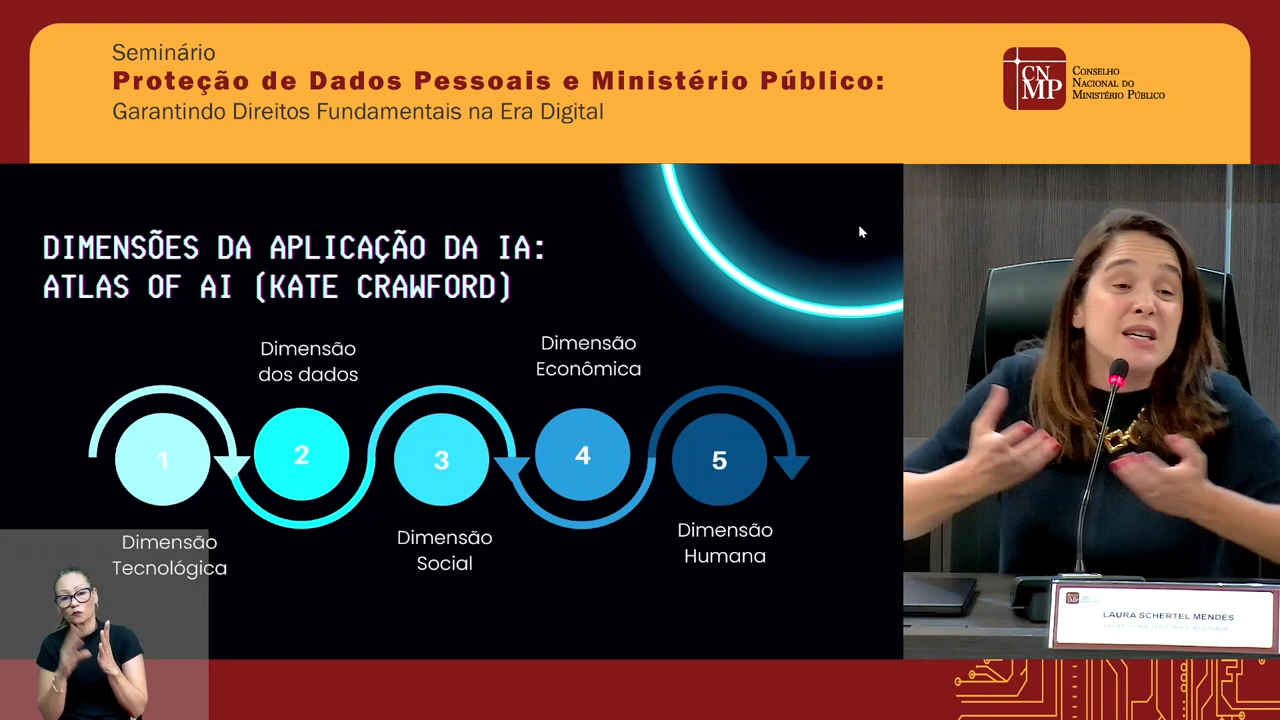 Seminário
Proteção de Dados Pessoais e Ministério Público:
Garantindo Direitos Fundamentais na Era Digital
CN
MP
CONSELHO
NACIONAL DO
MINISTÉRIO PÚBLICO
DIMENSÕES DA APLICAÇÃO DA IA:
ATLAS OF AI (KATE CRAWFORD)
Dimensão
dos dados
Dimensão
Econômica
1
2
3
4
5
Dimensão
Tecnológica
Dimensão
Social
Dimensão
Humana
LAURA SCHERTEL MENDES